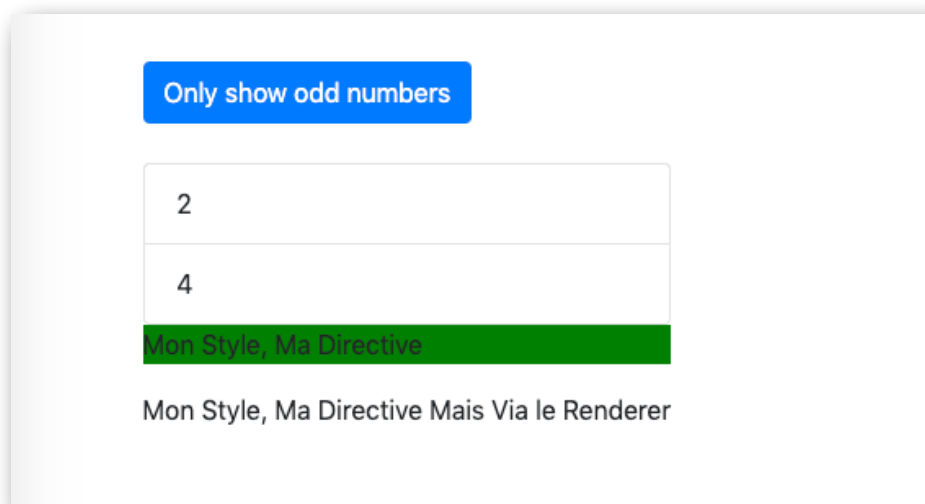 Only show odd numbers
2
4
Mon Style, Ma Directive
Mon Style, Ma Directive Mais Via le Renderer